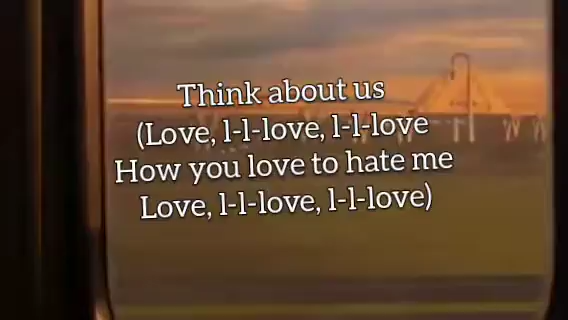 Think about us
(Love, l-l-love, l-l-love
How you love to hate me
Love, l-l-love, l-l-love)